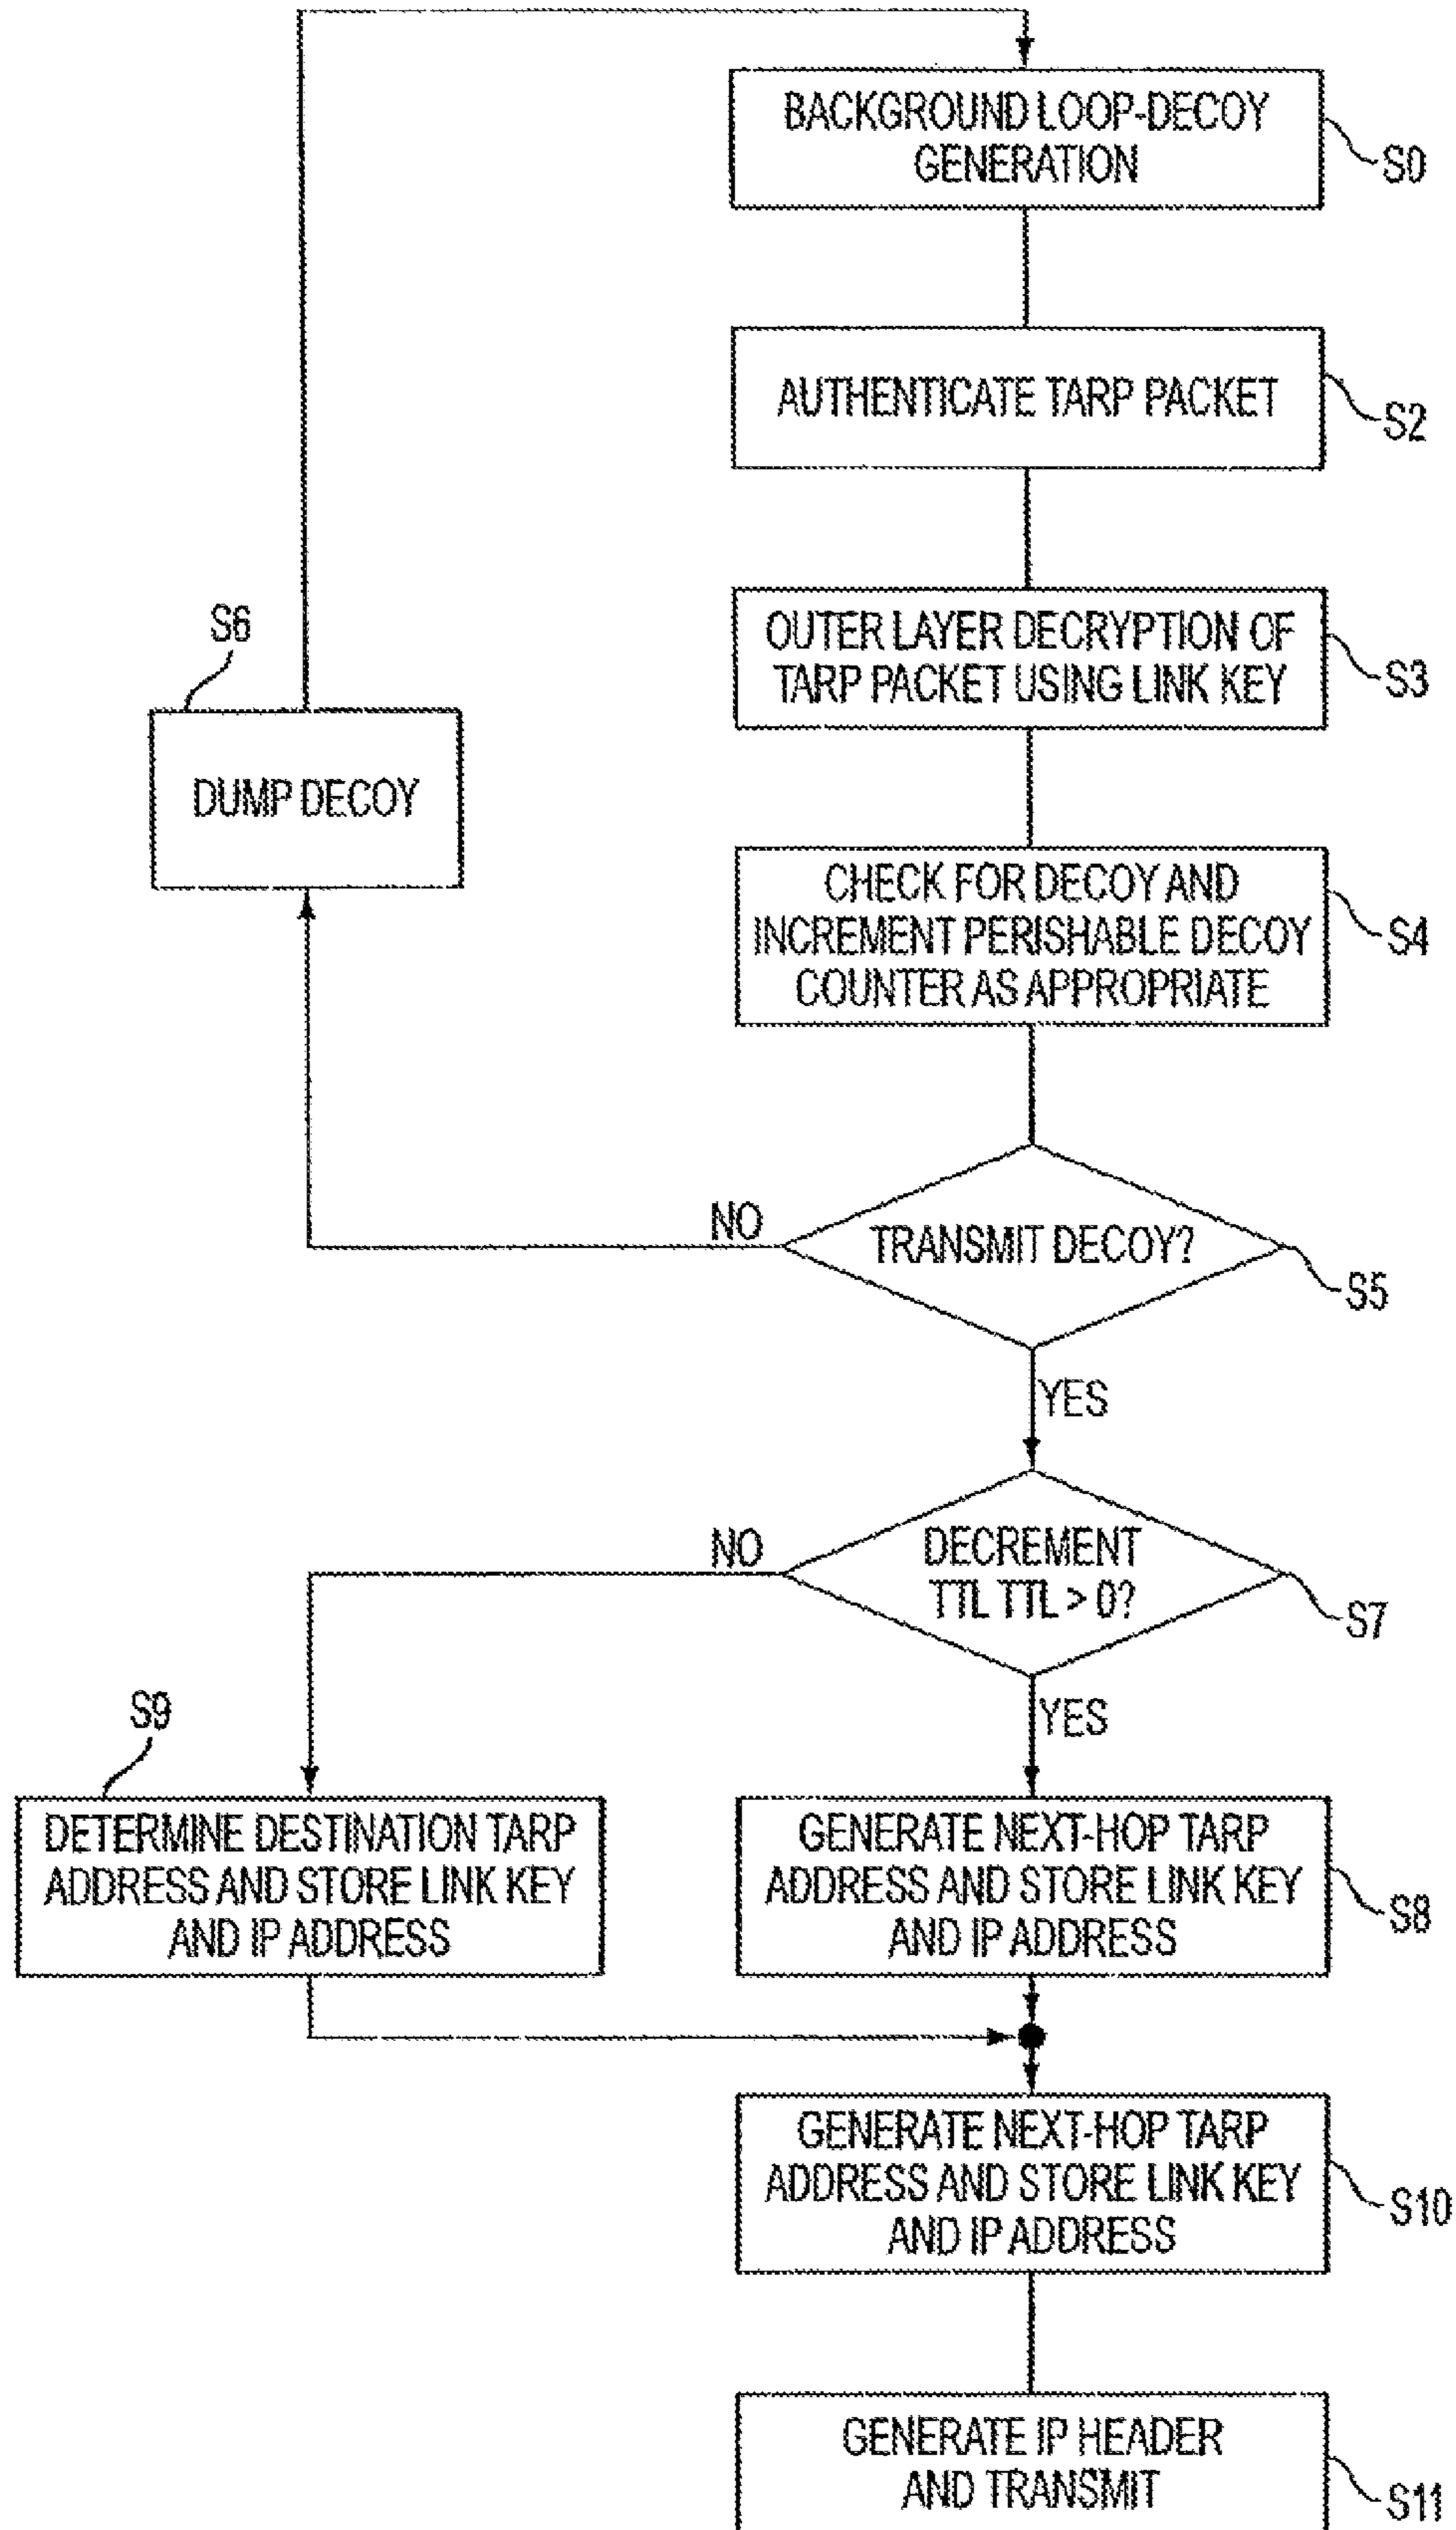 BACKGROUND LOOP-DECOY
GENERATION
S0
AUTHENTICATE TARP PACKET
S2
OUTER LAYER DECRYPTION OF
TARP PACKET USING LINK KEY
S3
S6
DUMP DECOY
CHECK FOR DECOY AND
INCREMENT PERISHABLE DECOY
COUNTER AS APPROPRIATE
S4
NO
TRANSMIT DECOY?
S5
YES
NO
DECREMENT
TTL TTL > 0?
S7
YES
S9
DETERMINE DESTINATION TARP
ADDRESS AND STORE LINK KEY
AND IP ADDRESS
GENERATE NEXT-HOP TARP
ADDRESS AND STORE LINK KEY
AND IP ADDRESS
S8
GENERATE NEXT-HOP TARP
ADDRESS AND STORE LINK KEY
AND IP ADDRESS
S10
GENERATE IP HEADER
AND TRANSMIT
S11